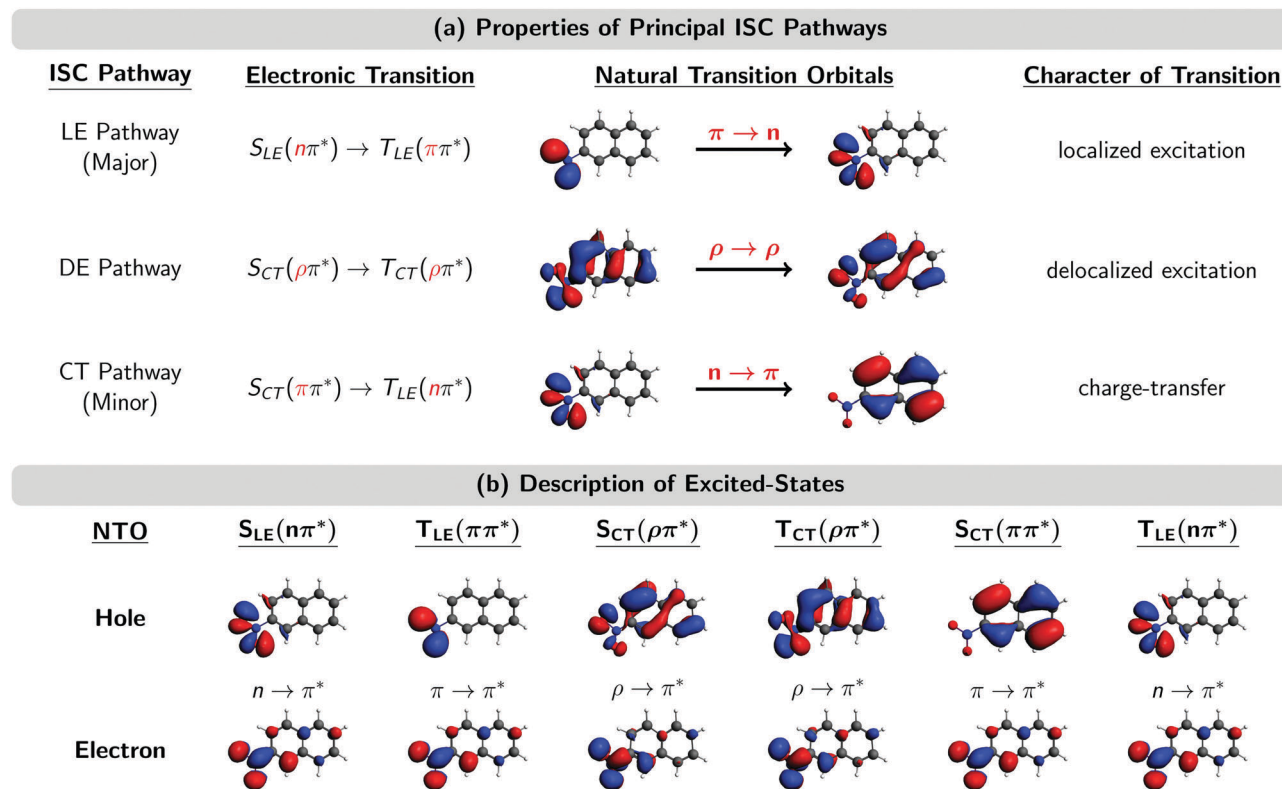 (a) Properties of Principal ISC Pathways
ISC Pathway Electronic Transition Natural Transition Orbitals Character of Transition
LE Pathway
(Major)
S_LE(nπ*) → T_LE(ππ*)
π → n
localized excitation
DE Pathway
S_CT(ρπ*) → T_CT(ρπ*)
ρ → ρ
delocalized excitation
CT Pathway
(Minor)
S_CT(ππ*) → T_LE(nπ*)
n → π
charge-transfer
(b) Description of Excited-States
NTO S_LE(nπ*) T_LE(ππ*) S_CT(ρπ*) T_CT(ρπ*) S_CT(ππ*) T_LE(nπ*)
Hole
n → π* π → π* ρ → π* ρ → π* π → π* n → π*
Electron